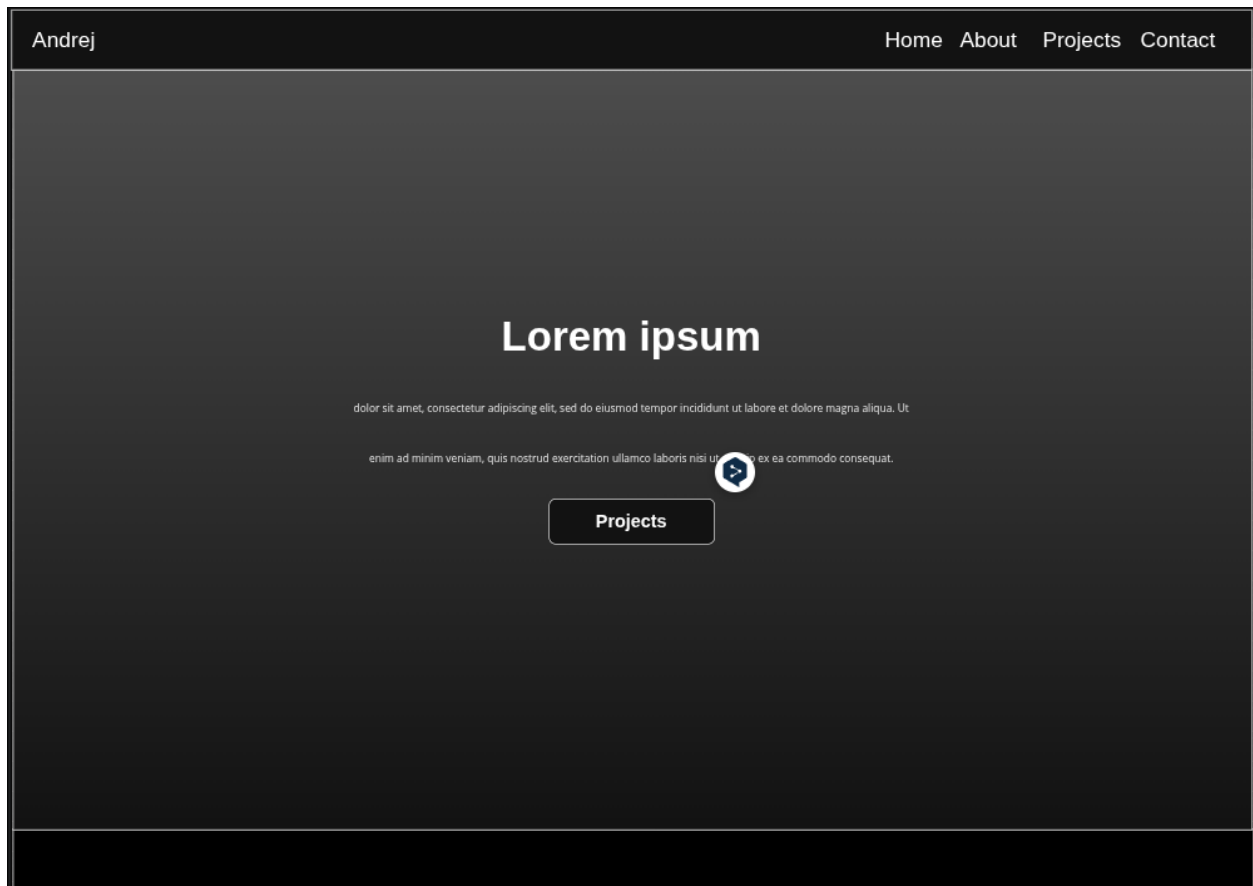 Andrej
Home About Projects Contact
Lorem ipsum
dolor sit amet, consectetur adipiscing elit, sed do eiusmod tempor incididunt ut labore et dolore magna aliqua. Ut
enim ad minim veniam, quis nostrud exercitation ullamco laboris nisi ut ex ea commodo consequat.
Projects